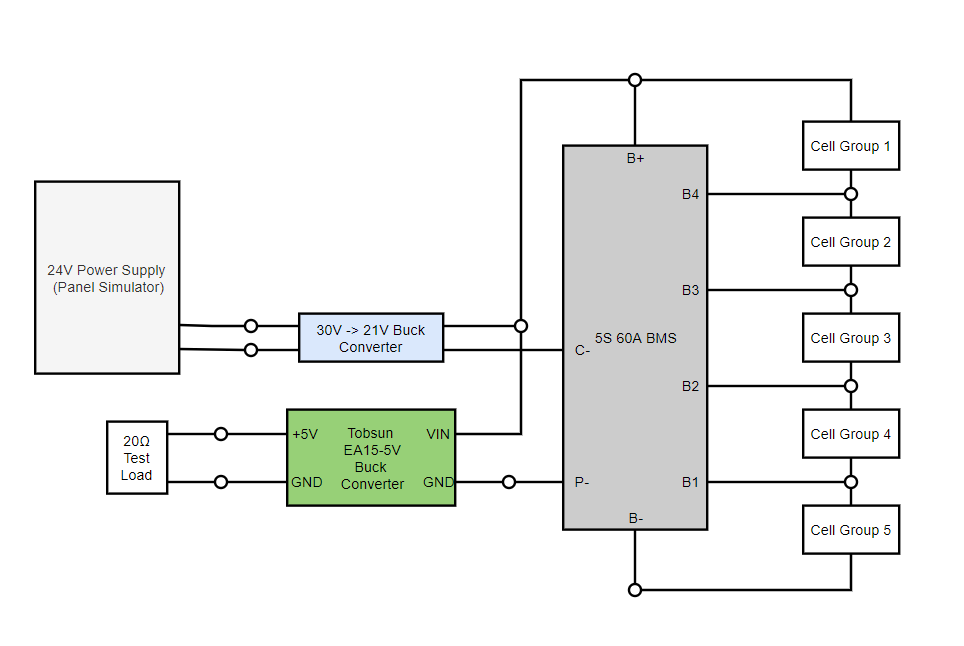 24V Power Supply
(Panel Simulator)
30V -> 21V Buck
Converter
20Ω
Test
Load
+5V
GND
Tobsun
EA15-5V
Buck
Converter
VIN
GND
B+
B4
B3
5S 60A BMS
C-
B2
P-
B1
B-
Cell Group 1
Cell Group 2
Cell Group 3
Cell Group 4
Cell Group 5